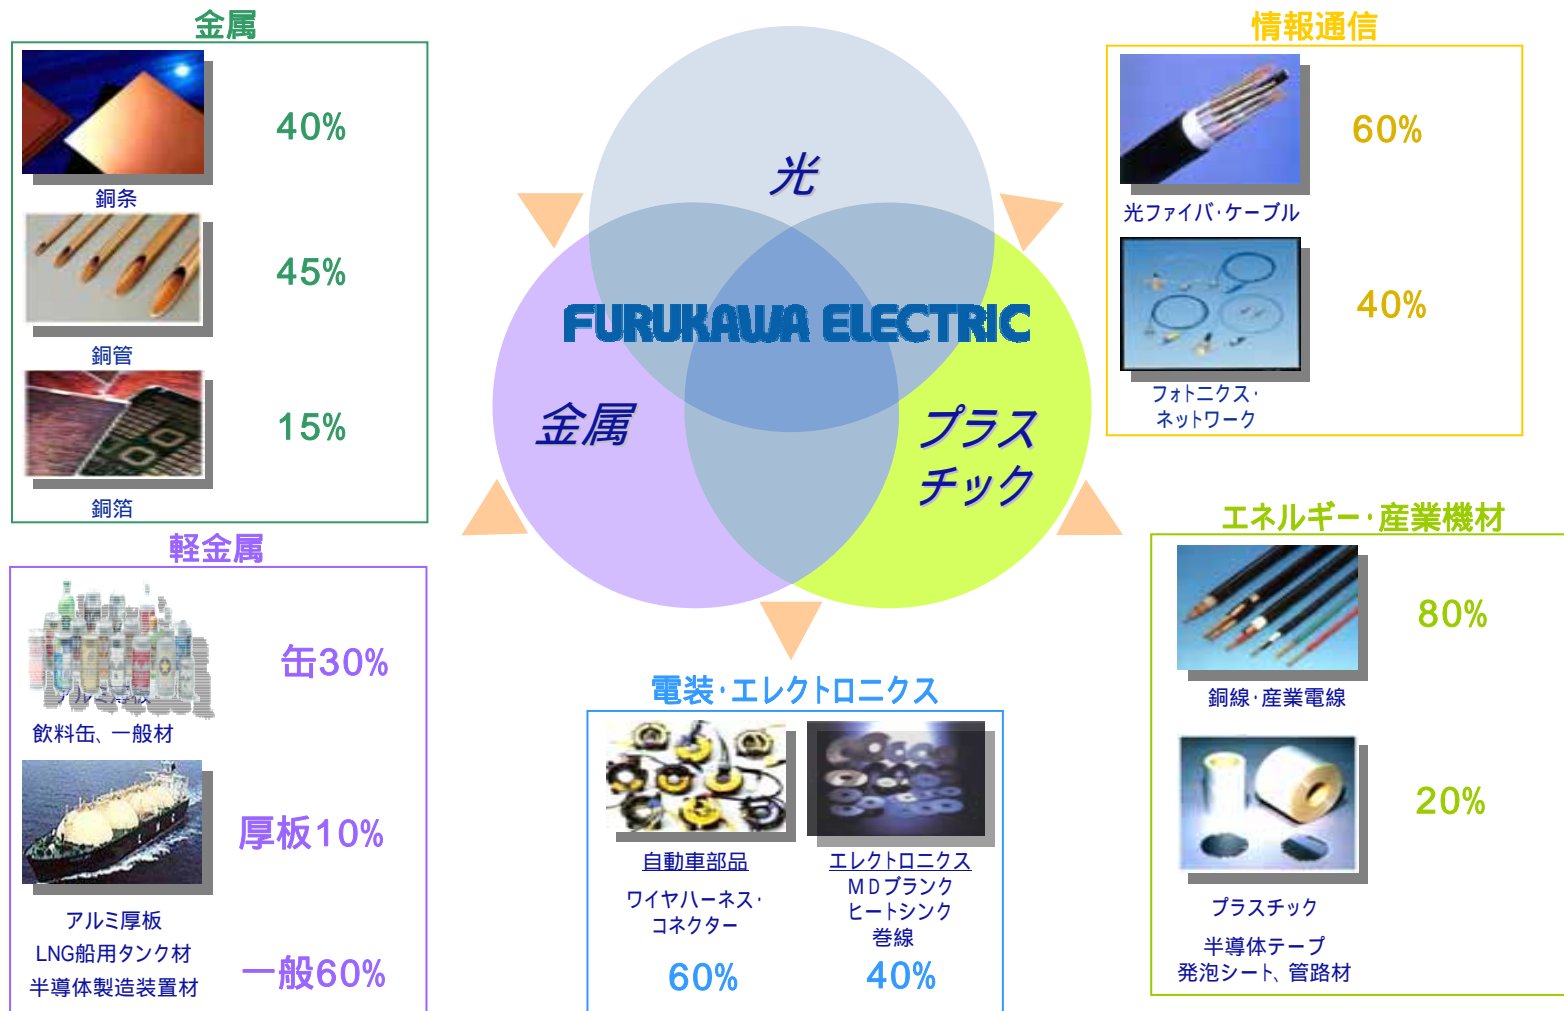 金属
40%
銅条
45%
銅管
15%
銅箔
軽金属
缶30%
アルミ厚板
飲料缶、一般材
厚板10%
アルミ厚板
LNG船用タンク材
半導体製造装置材
一般60%
光
FURUKAWA ELECTRIC
金属
プラス
チック
電装・エレクトロニクス
自動車部品
ワイヤハーネス・
コネクター
60%
エレクトロニクス
MDブランク
ヒートシンク
巻線
40%
情報通信
60%
光ファイバ・ケーブル
40%
フォトニクス・
ネットワーク
エネルギー・産業機材
80%
銅線・産業電線
20%
プラスチック
半導体テープ
発泡シート、管路材